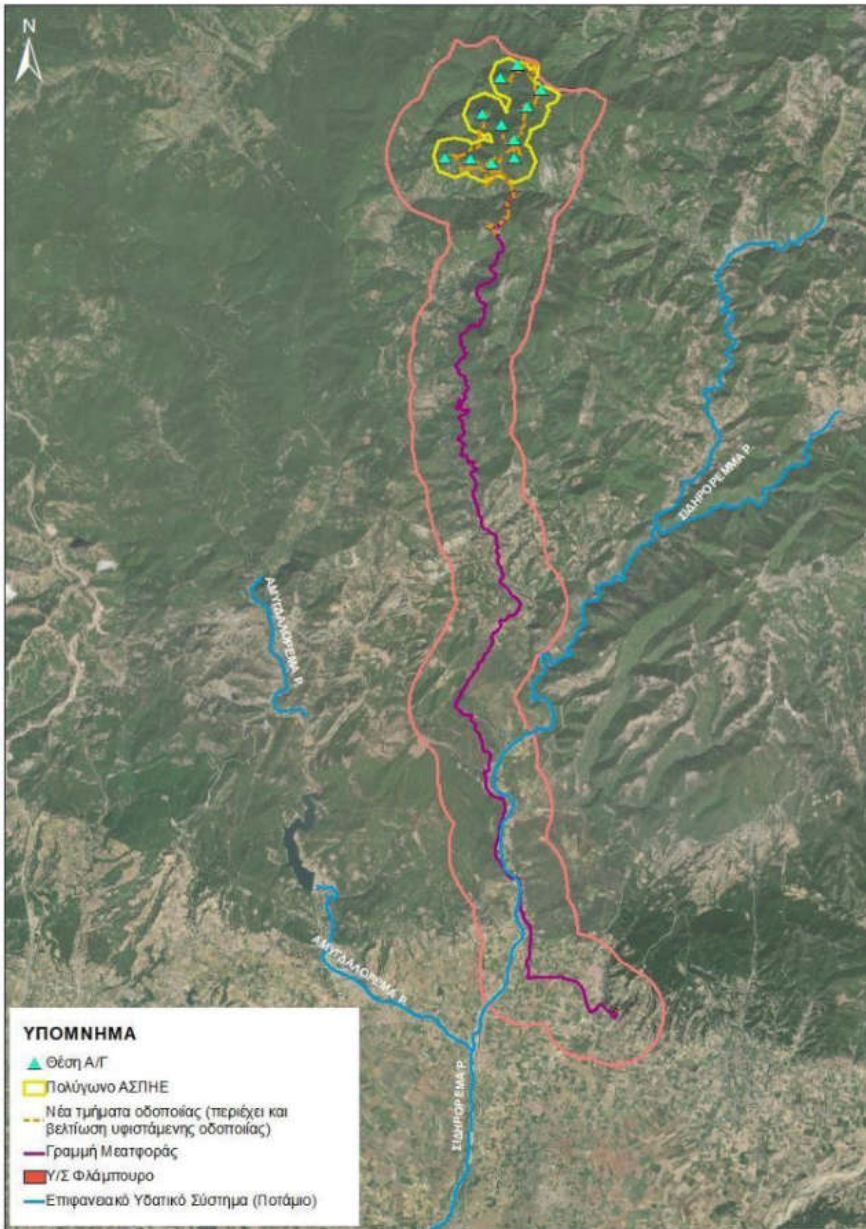 N
ΣΙΔΗΡΟΡΕΜΜΑ Ρ.
ΑΜΥΓΔΑΛΟΡΕΜΑ Ρ.
ΑΜΥΓΔΑΛΟΡΕΜΑ Ρ.
ΣΙΔΗΡΟΡΕΜΑ Ρ.
ΥΠΟΜΝΗΜΑ
Θέση Α/Γ
Πολύγωνο ΑΣΠΗΕ
Νέα τμήματα οδοποιίας (περιέχει και
βελτίωση υφιστάμενης οδοποιίας)
Γραμμή Μεατφοράς
Υ/Σ Φλάμπουρο
Επιφανειακό Υδατικό Σύστημα (Ποτάμιο)